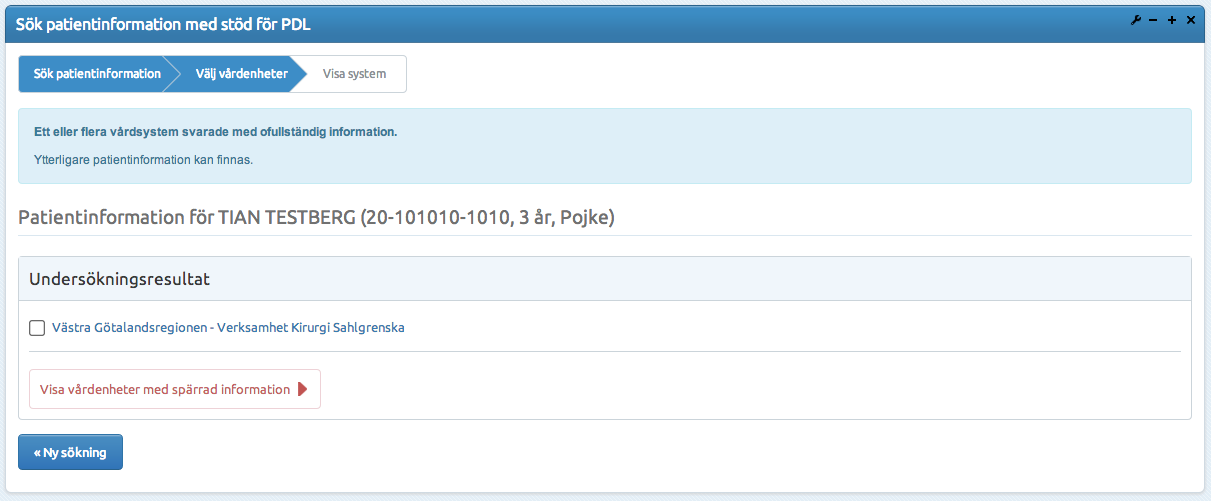 Sök patientinformation med stöd för PDL
Sök patientinformation
Välj vårdenheter
Visa system
Ett eller flera vårdsystem svarade med ofullständig information.
Ytterligare patientinformation kan finnas.
Patientinformation för TIAN TESTBERG (20-101010-1010, 3 år, Pojke)
Undersökningsresultat
Västra Götalandsregionen - Verksamhet Kirurgi Sahlgrenska
Visa vårdenheter med spärrad information
« Ny sökning